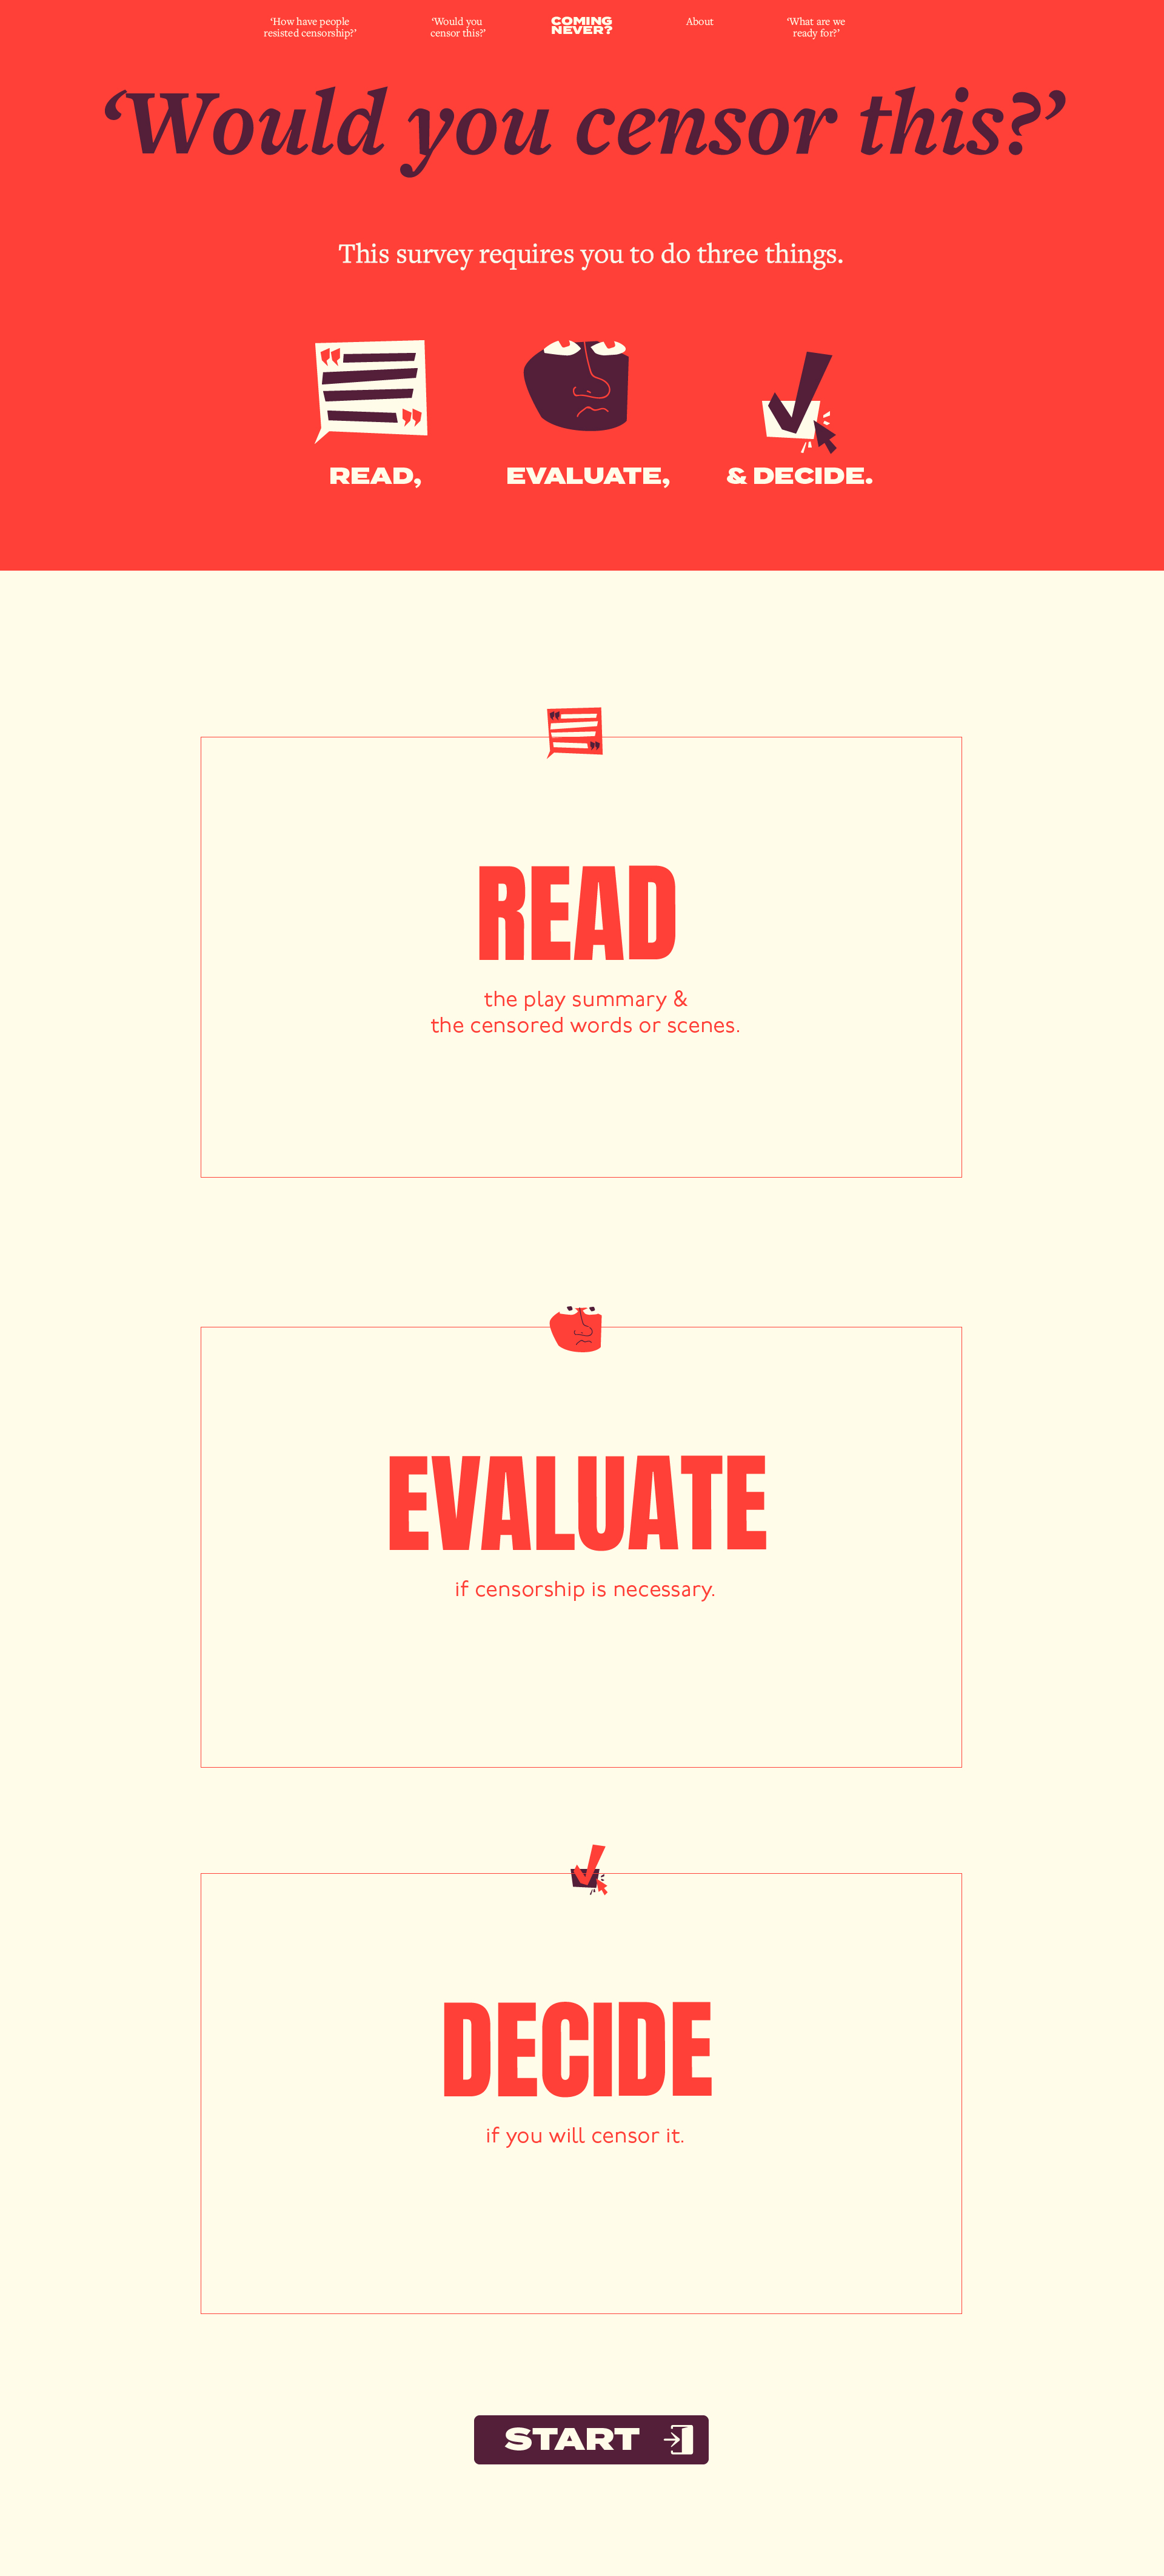 ‘How have people
resisted censorship?’
‘Would you
censor this?’
COMING
NEVER?
About
‘What are we
ready for?’
‘Would you censor this?’
This survey requires you to do three things.
READ,
EVALUATE,
& DECIDE.
READ
the play summary &
the censored words or scenes.
EVALUATE
if censorship is necessary.
DECIDE
if you will censor it.
START